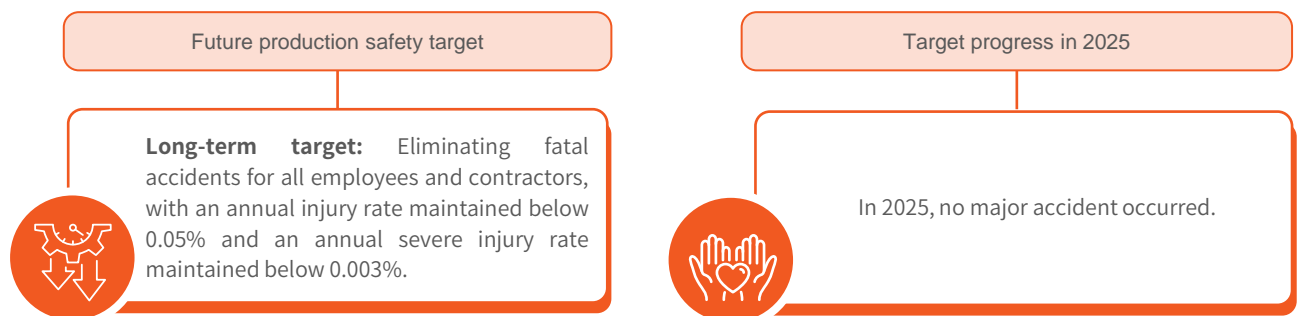 Future production safety target
Long-term target: Eliminating fatal
accidents for all employees and contractors,
with an annual injury rate maintained below
0.05% and an annual severe injury rate
maintained below 0.003%.
Target progress in 2025
In 2025, no major accident occurred.